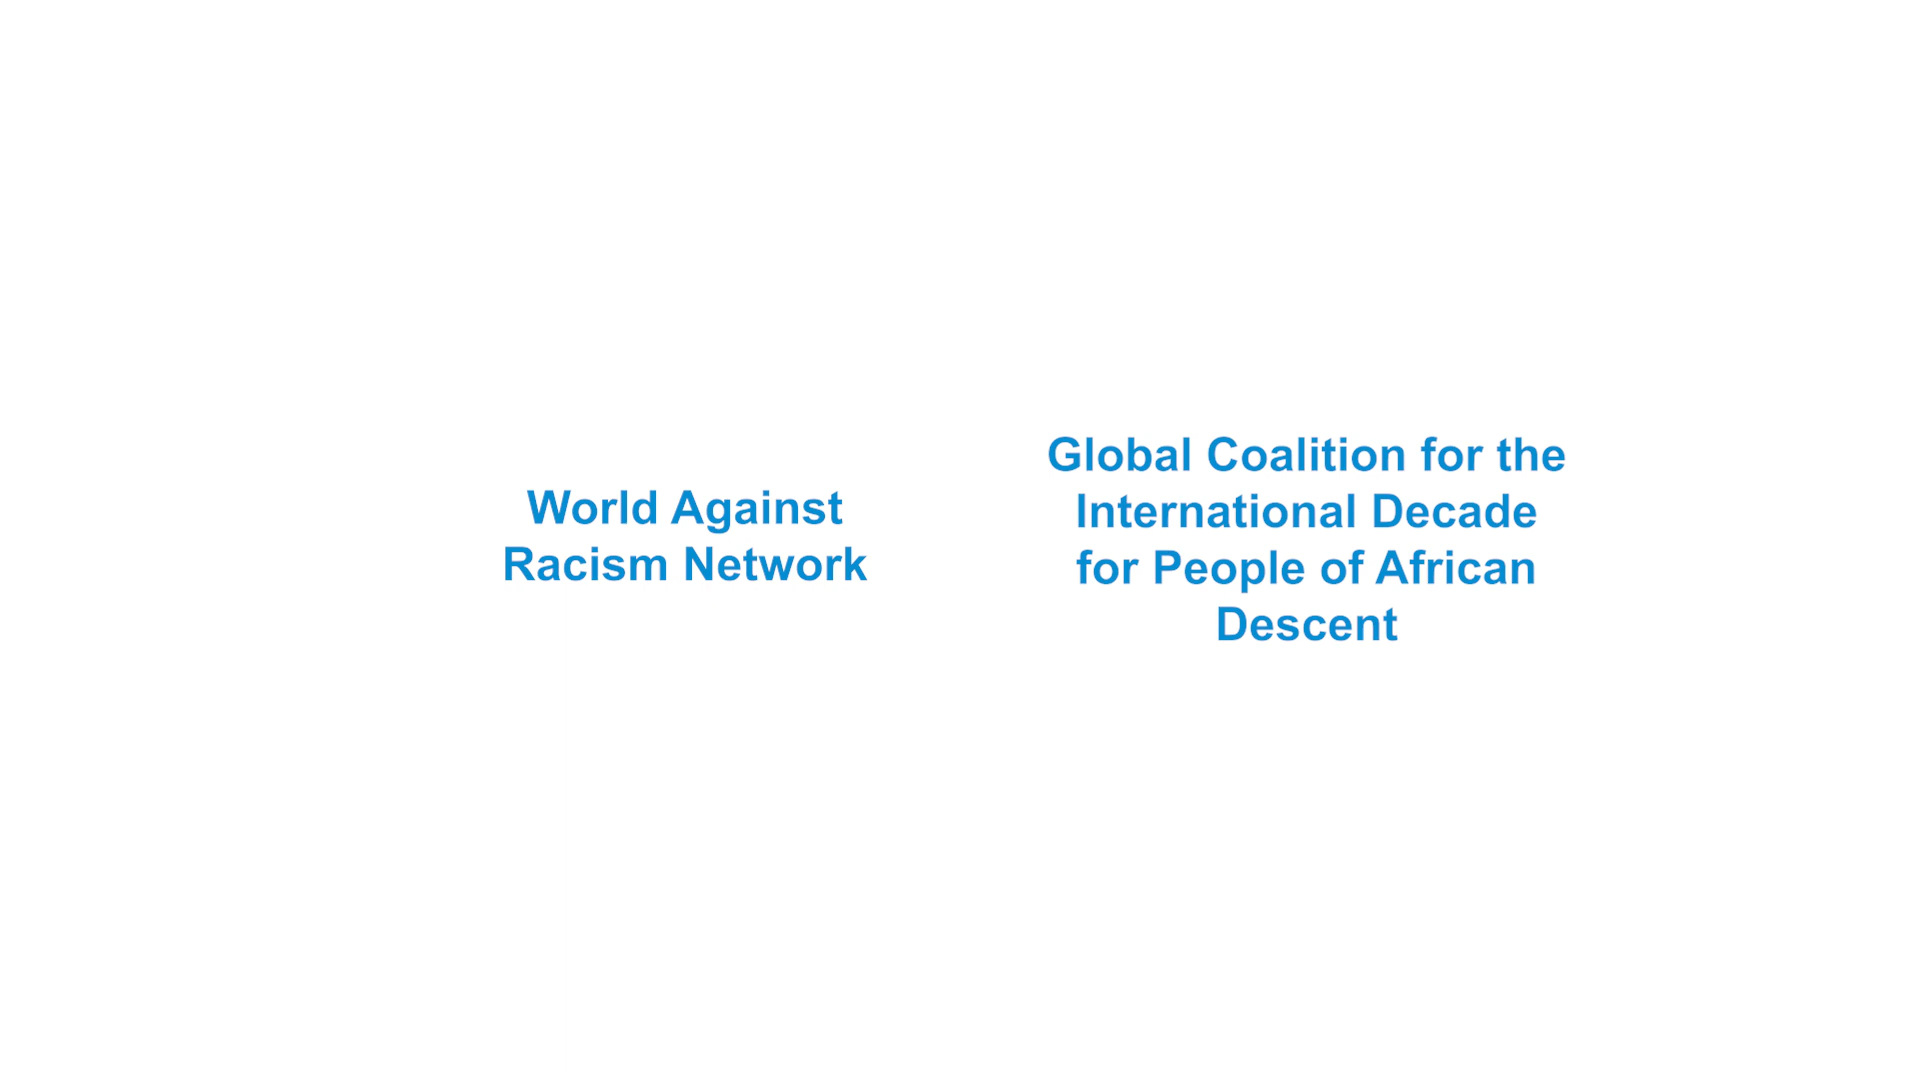 World Against
Racism Network
Global Coalition for the
International Decade
for People of African
Descent